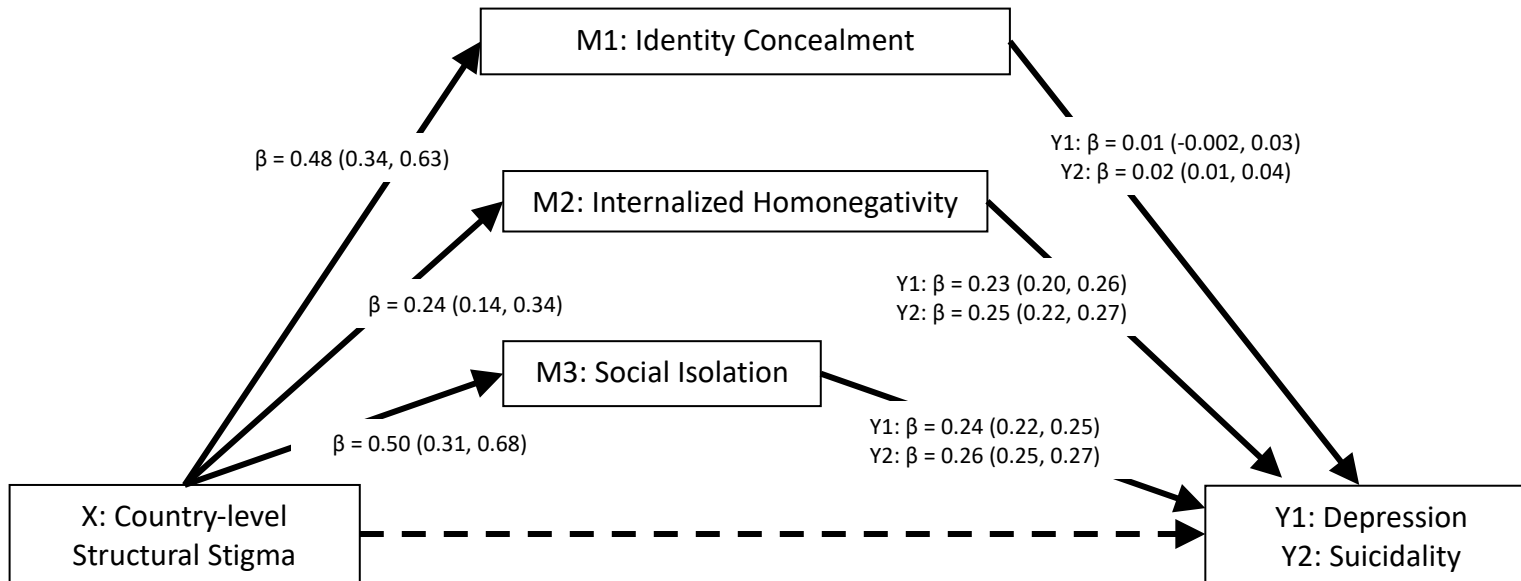 M1: Identity Concealment
β = 0.48 (0.34, 0.63)
Y1: β = 0.01 (-0.002, 0.03)
Y2: β = 0.02 (0.01, 0.04)
M2: Internalized Homonegativity
β = 0.24 (0.14, 0.34)
Y1: β = 0.23 (0.20, 0.26)
Y2: β = 0.25 (0.22, 0.27)
M3: Social Isolation
β = 0.50 (0.31, 0.68)
Y1: β = 0.24 (0.22, 0.25)
Y2: β = 0.26 (0.25, 0.27)
X: Country-level
Structural Stigma
Y1: Depression
Y2: Suicidality